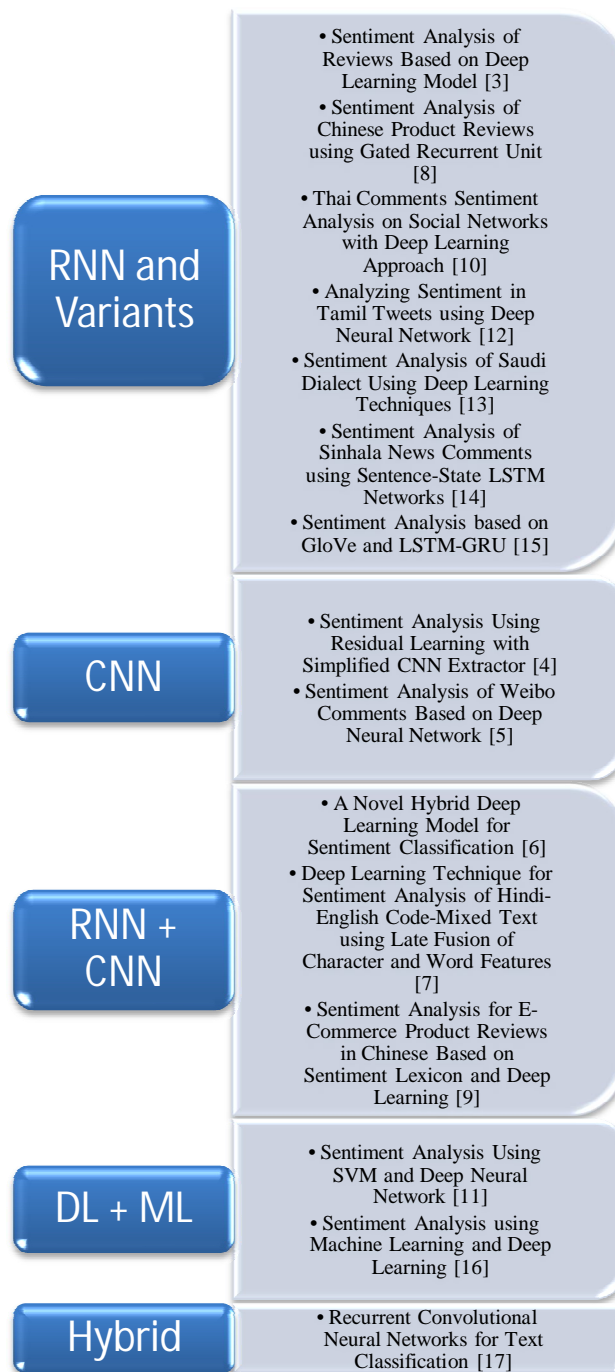 RNN and
Variants
• Sentiment Analysis of
Reviews Based on Deep
Learning Model [3]
• Sentiment Analysis of
Chinese Product Reviews
using Gated Recurrent Unit
[8]
• Thai Comments Sentiment
Analysis on Social Networks
with Deep Learning
Approach [10]
• Analyzing Sentiment in
Tamil Tweets using Deep
Neural Network [12]
• Sentiment Analysis of Saudi
Dialect Using Deep Learning
Techniques [13]
• Sentiment Analysis of
Sinhala News Comments
using Sentence-State LSTM
Networks [14]
• Sentiment Analysis based on
GloVe and LSTM-GRU [15]
CNN
• Sentiment Analysis Using
Residual Learning with
Simplified CNN Extractor [4]
• Sentiment Analysis of Weibo
Comments Based on Deep
Neural Network [5]
RNN +
CNN
• A Novel Hybrid Deep
Learning Model for
Sentiment Classification [6]
• Deep Learning Technique for
Sentiment Analysis of Hindi-
English Code-Mixed Text
using Late Fusion of
Character and Word Features
[7]
• Sentiment Analysis for E-
Commerce Product Reviews
in Chinese Based on
Sentiment Lexicon and Deep
Learning [9]
DL + ML
• Sentiment Analysis Using
SVM and Deep Neural
Network [11]
• Sentiment Analysis using
Machine Learning and Deep
Learning [16]
Hybrid
• Recurrent Convolutional
Neural Networks for Text
Classification [17]